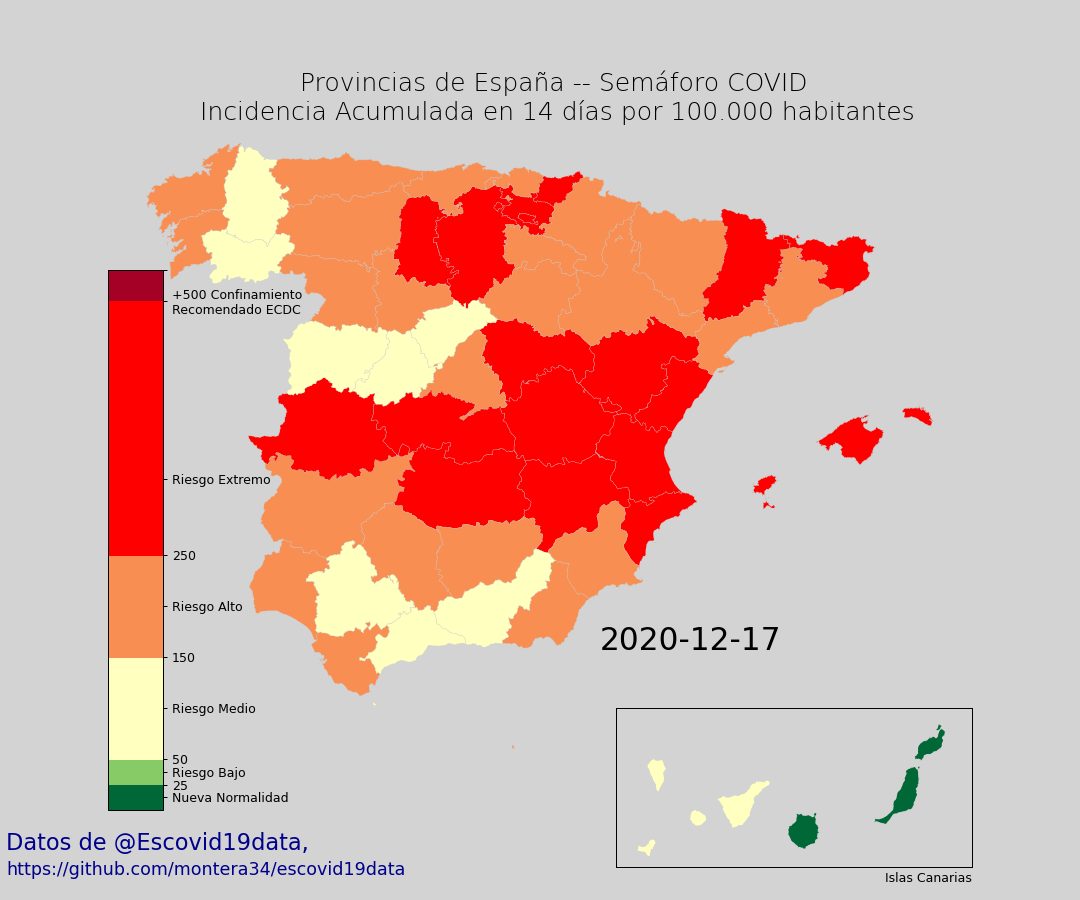 Provincias de España -- Semáforo COVID
Incidencia Acumulada en 14 días por 100.000 habitantes
+500 Confinamiento
Recomendado ECDC
Riesgo Extremo
250
Riesgo Alto
150
Riesgo Medio
50
Riesgo Bajo
25
Nueva Normalidad
2020-12-17
Islas Canarias
Datos de @Escovid19data,
https://github.com/montera34/escovid19data